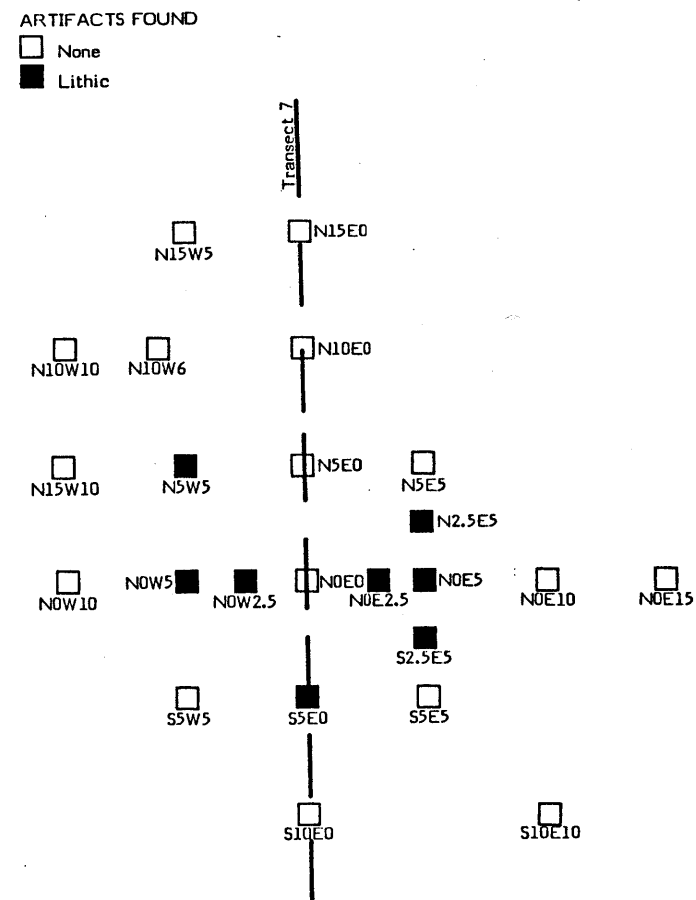 ARTIFACTS FOUND
None
Lithic
Transect 7
N15W5
N15E0
N10W10
N10W6
N10E0
N15W10
N5W5
N5E0
N5E5
N2.5E5
N0W10
N0W5
N0W2.5
N0E0
N0E2.5
N0E5
N0E10
N0E15
S2.5E5
S5W5
S5E0
S5E5
S10E0
S10E10